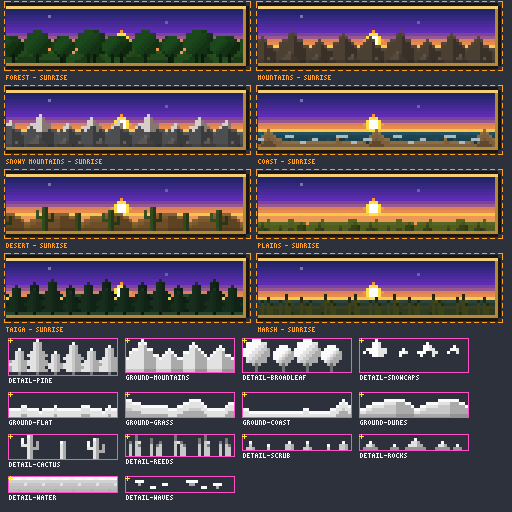 FOREST - SUNRISE
MOUNTAINS - SUNRISE
SNOWY MOUNTAINS - SUNRISE
COAST - SUNRISE
DESERT - SUNRISE
PLAINS - SUNRISE
TAIGA - SUNRISE
MARSH - SUNRISE
DETAIL-PINE
GROUND-MOUNTAINS
DETAIL-BROADLEAF
DETAIL-SNOWCAPS
GROUND-FLAT
GROUND-GRASS
GROUND-COAST
GROUND-DUNES
DETAIL-CACTUS
DETAIL-REEDS
DETAIL-SCRUB
DETAIL-ROCKS
DETAIL-WATER
DETAIL-WAVES